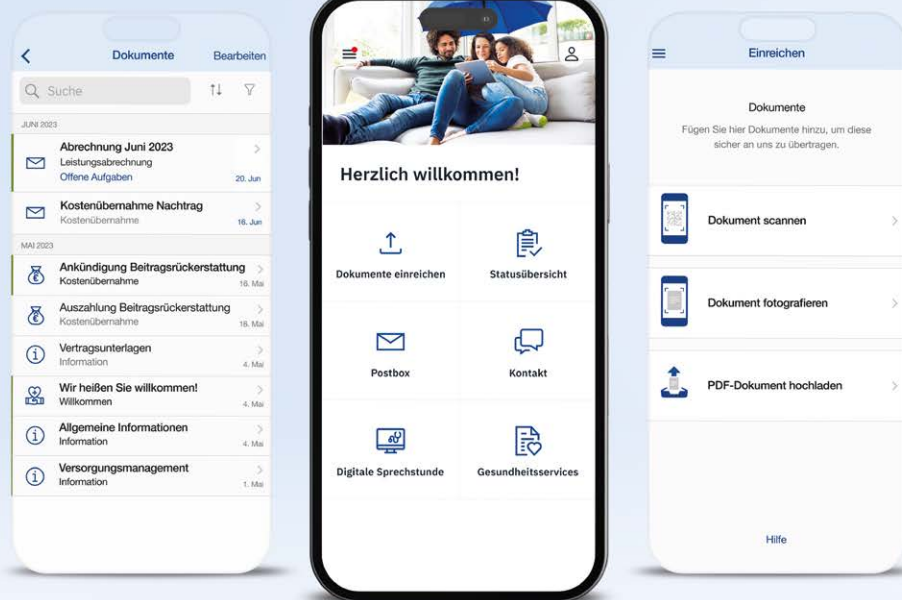 Dokumente
Bearbeiten
Suche
JUNI 2023
Abrechnung Juni 2023
Leistungsabrechnung
Offene Aufgaben
20. Jun
Kostenübernahme Nachtrag
Kostenübernahme
16. Jun
MAI 2023
Ankündigung Beitragsrückerstattung
Kostenübernahme
16. Mai
Auszahlung Beitragsrückerstattung
Kostenübernahme
16. Mai
Vertragsunterlagen
Information
4. Mai
Wir heißen Sie willkommen!
Willkommen
4. Mai
Allgemeine Informationen
Information
4. Mai
Versorgungsmanagement
Information
1. Mai
Herzlich willkommen!
Dokumente einreichen
Statusübersicht
Postbox
Kontakt
Digitale Sprechstunde
Gesundheitsservices
Einreichen
Dokumente
Fügen Sie hier Dokumente hinzu, um diese
sicher an uns zu übertragen.
Dokument scannen
Dokument fotografieren
PDF-Dokument hochladen
Hilfe